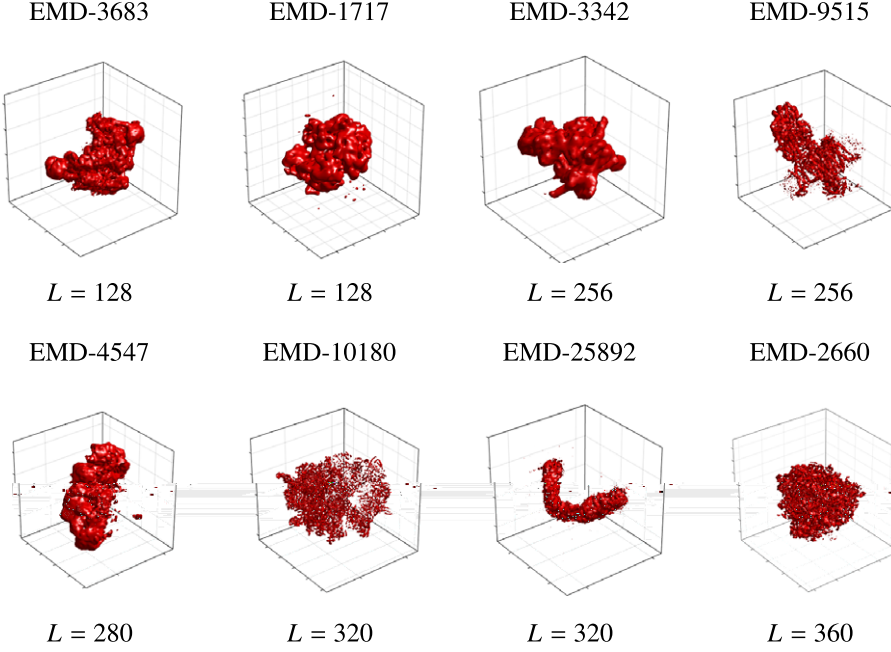 EMD-3683 EMD-1717 EMD-3342 EMD-9515
L = 128 L = 128 L = 256 L = 256
EMD-4547 EMD-10180 EMD-25892 EMD-2660
L = 280 L = 320 L = 320 L = 360